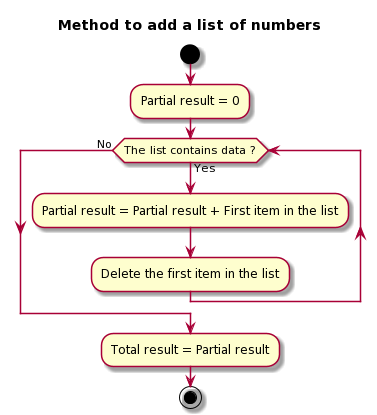 Method to add a list of numbers
Partial result = 0
No
The list contains data ?
Yes
Partial result = Partial result + First item in the list
Delete the first item in the list
Total result = Partial result